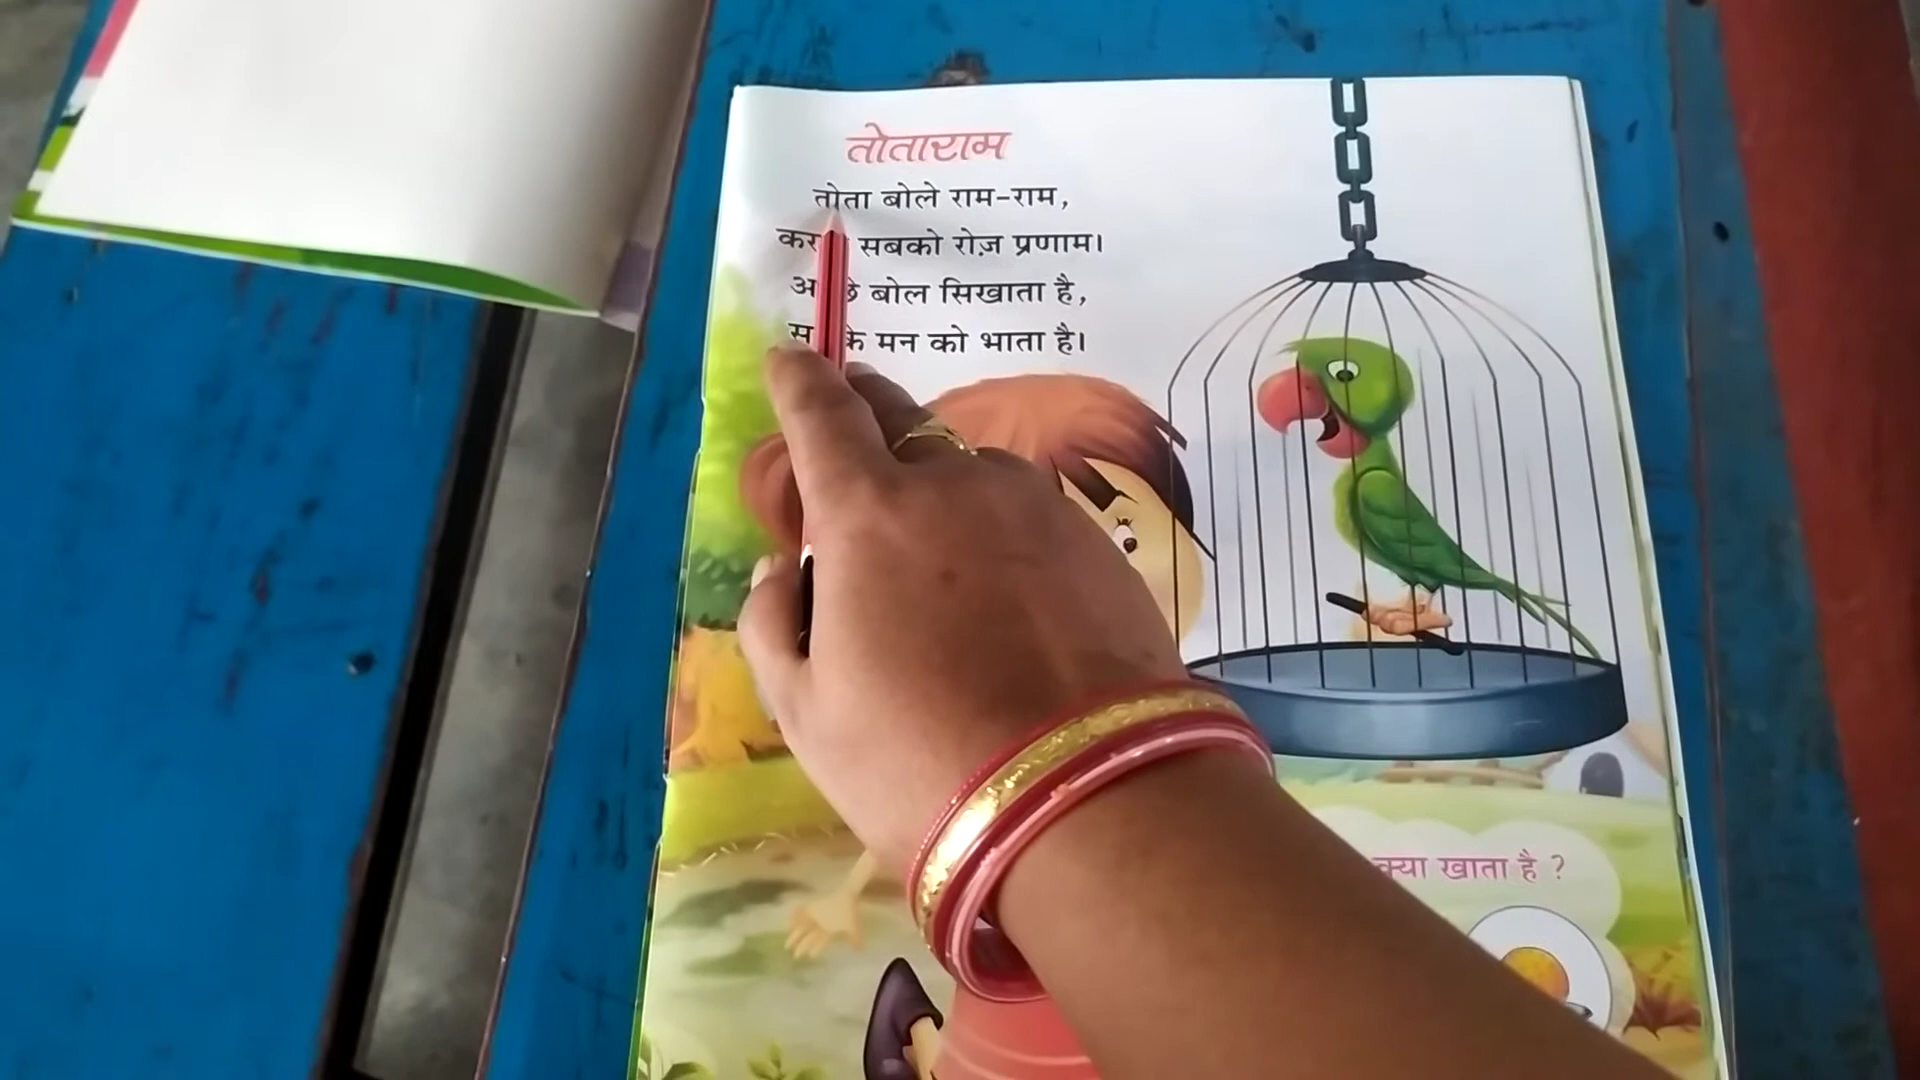 तोताराम
तोता बोले राम-राम,
सबको रोज़ प्रणाम।
बोल सिखाता है,
मन को भाता है।
क्या खाता है ?